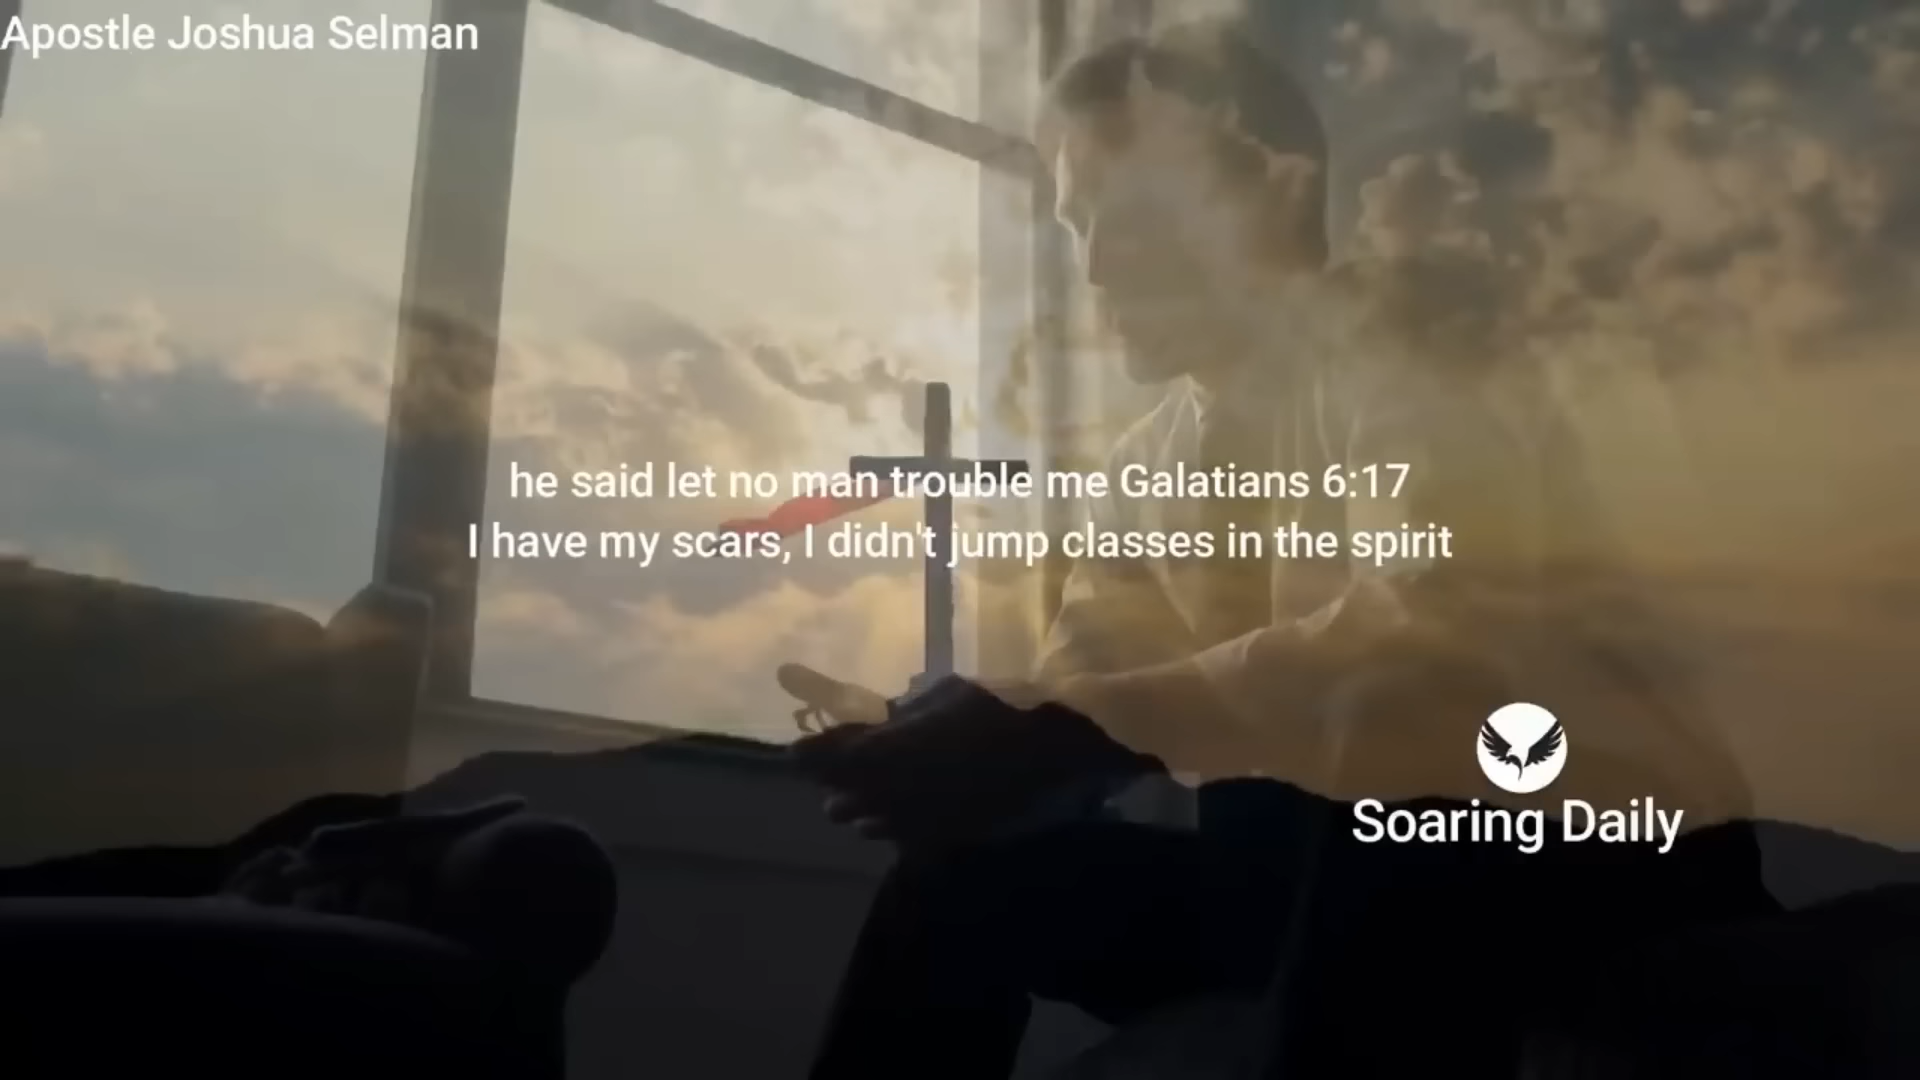 Apostle Joshua Selman
he said let no man trouble me Galatians 6:17
I have my scars, I didn't jump classes in the spirit
Soaring Daily